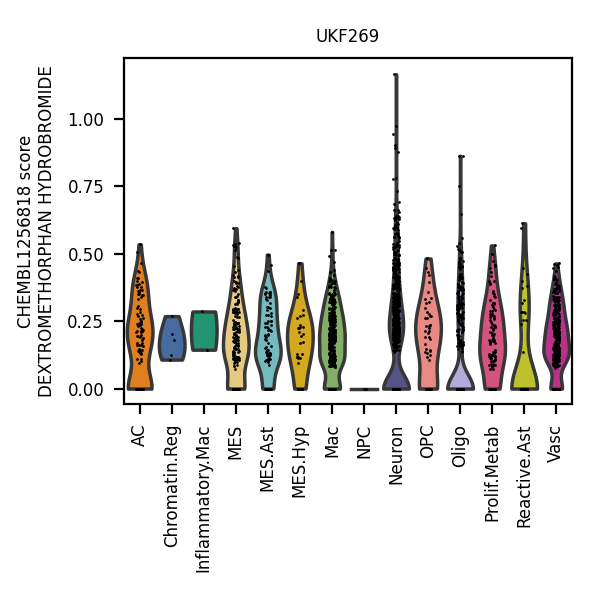 UKF269
CHEMBL1256818 score
DEXTROMETHORPHAN HYDROBROMIDE
1.00
0.75
0.50
0.25
0.00
AC
Chromatin.Reg
Inflammatory.Mac
MES
MES.Ast
MES.Hyp
Mac
NPC
Neuron
OPC
Oligo
Prolif.Metab
Reactive.Ast
Vasc